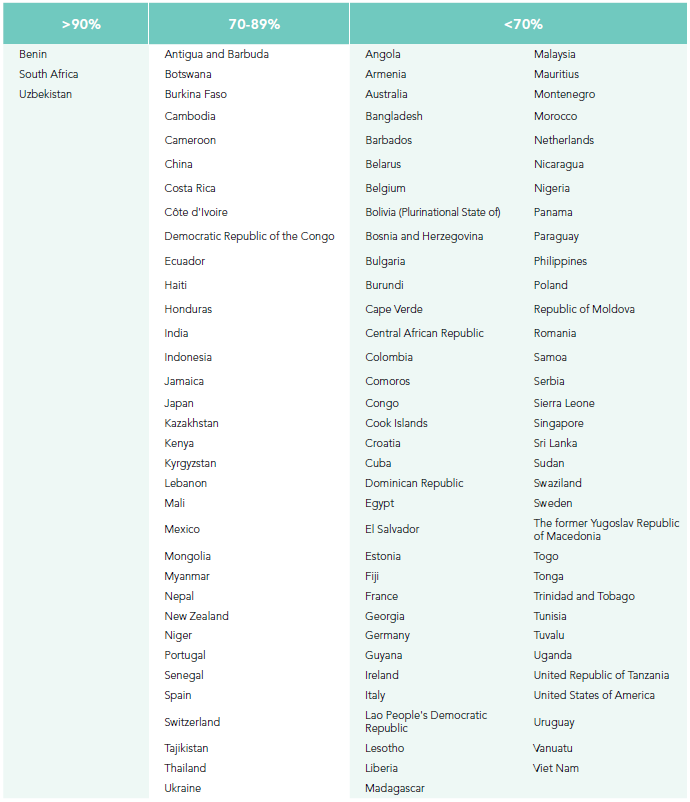 >90%
70-89%
<70%
Benin
South Africa
Uzbekistan
Antigua and Barbuda
Botswana
Burkina Faso
Cambodia
Cameroon
China
Costa Rica
Côte d'Ivoire
Democratic Republic of the Congo
Ecuador
Haiti
Honduras
India
Indonesia
Jamaica
Japan
Kazakhstan
Kenya
Kyrgyzstan
Lebanon
Mali
Mexico
Mongolia
Myanmar
Nepal
New Zealand
Niger
Portugal
Senegal
Spain
Switzerland
Tajikistan
Thailand
Ukraine
Angola
Armenia
Australia
Bangladesh
Barbados
Belarus
Belgium
Bolivia (Plurinational State of)
Bosnia and Herzegovina
Bulgaria
Burundi
Cape Verde
Central African Republic
Colombia
Comoros
Congo
Cook Islands
Croatia
Cuba
Dominican Republic
Egypt
El Salvador
Estonia
Fiji
France
Georgia
Germany
Guyana
Ireland
Italy
Lao People's Democratic
Republic
Lesotho
Liberia
Madagascar
Malaysia
Mauritius
Montenegro
Morocco
Netherlands
Nicaragua
Nigeria
Panama
Paraguay
Philippines
Poland
Republic of Moldova
Romania
Samoa
Serbia
Sierra Leone
Singapore
Sri Lanka
Sudan
Swaziland
Sweden
The former Yugoslav Republic
of Macedonia
Togo
Tonga
Trinidad and Tobago
Tunisia
Tuvalu
Uganda
United Republic of Tanzania
United States of America
Uruguay
Vanuatu
Viet Nam